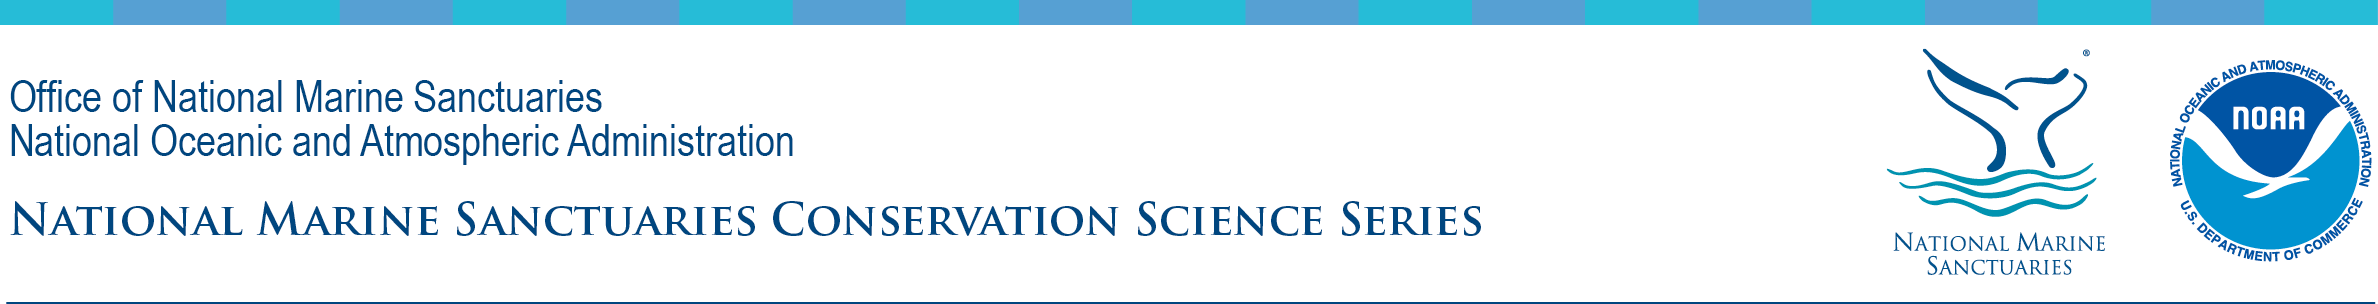 Office of National Marine Sanctuaries
National Oceanic and Atmospheric Administration
National Marine Sanctuaries Conservation Science Series
®
National Marine
Sanctuaries
NATIONAL OCEANIC AND ATMOSPHERIC ADMINISTRATION
NOAA
U.S. DEPARTMENT OF COMMERCE